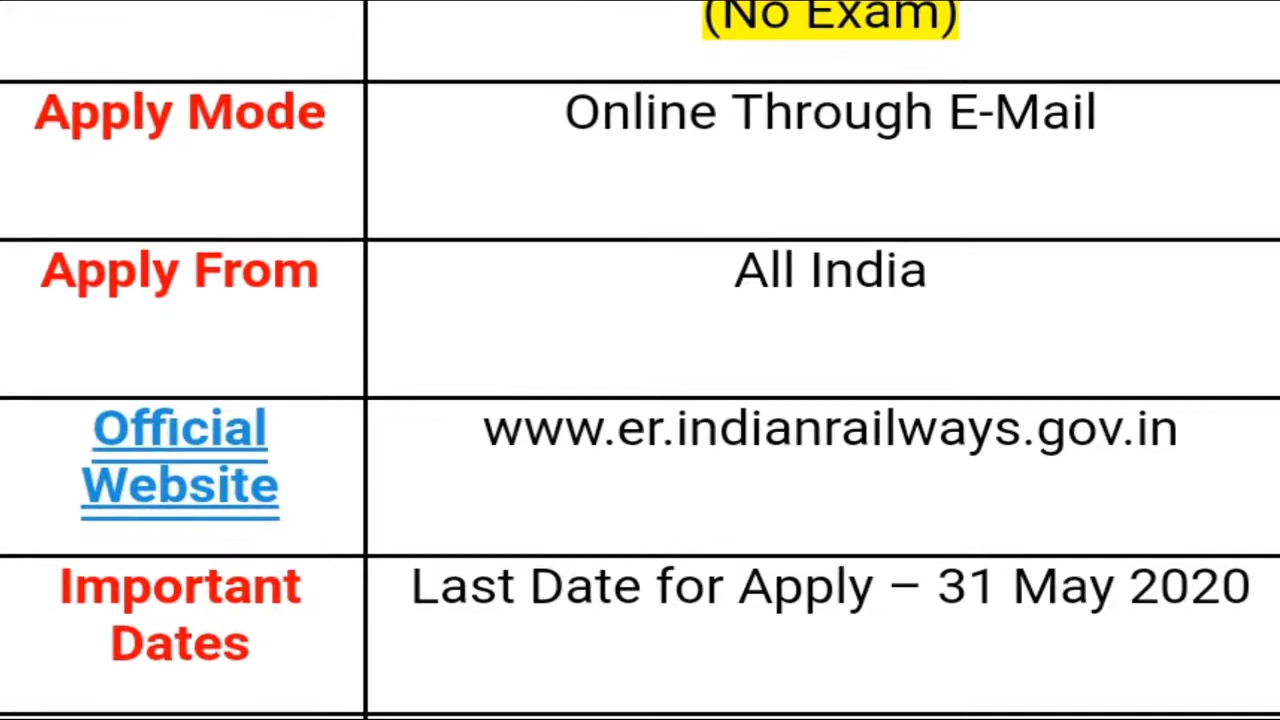 (No Exam)
Apply Mode
Online Through E-Mail
Apply From
All India
Official
Website
www.er.indianrailways.gov.in
Important
Dates
Last Date for Apply – 31 May 2020